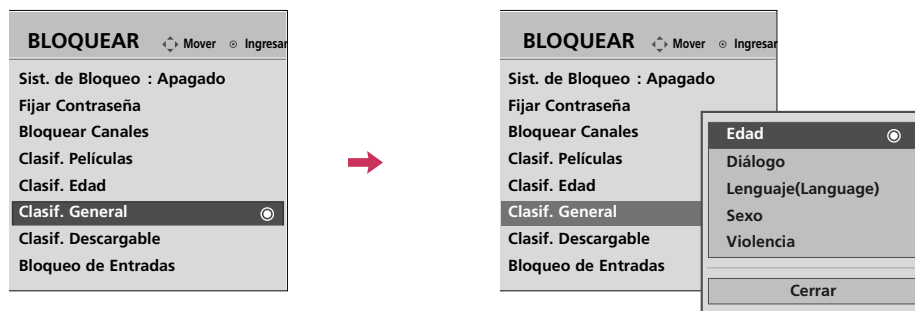 BLOQUEAR Mover Ingresar
Sist. de Bloqueo : Apagado
Fijar Contraseña
Bloquear Canales
Clasif. Películas
Clasif. Edad
Clasif. General
Clasif. Descargable
Bloqueo de Entradas
BLOQUEAR Mover Ingresar
Sist. de Bloqueo : Apagado
Fijar Contraseña
Bloquear Canales
Clasif. Películas
Clasif. Edad
Clasif. General
Clasif. Descargable
Bloqueo de Entradas
Edad
Diálogo
Lenguaje(Language)
Sexo
Violencia
Cerrar